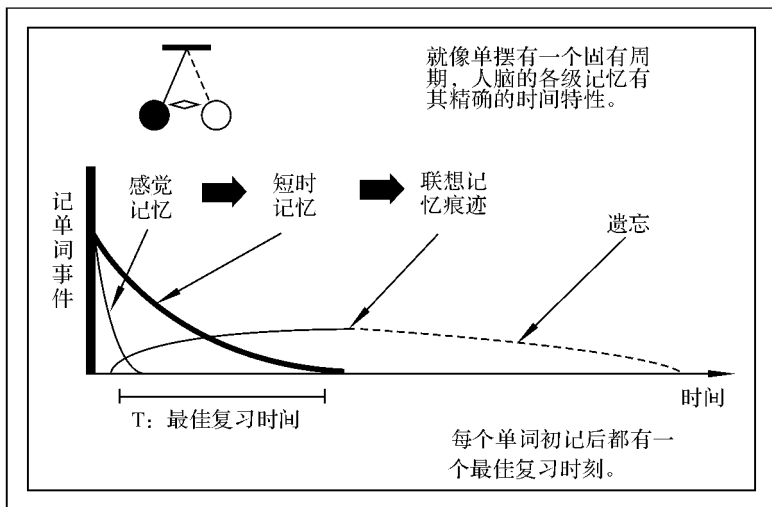 就像单摆有一个固有周
期，人脑的各级记忆有
其精确的时间特性。
感觉
记忆
短时
记忆
联想记
忆痕迹
遗忘
记单词事件
时间
T：最佳复习时间
每个单词初记后都有一
个最佳复习时刻。